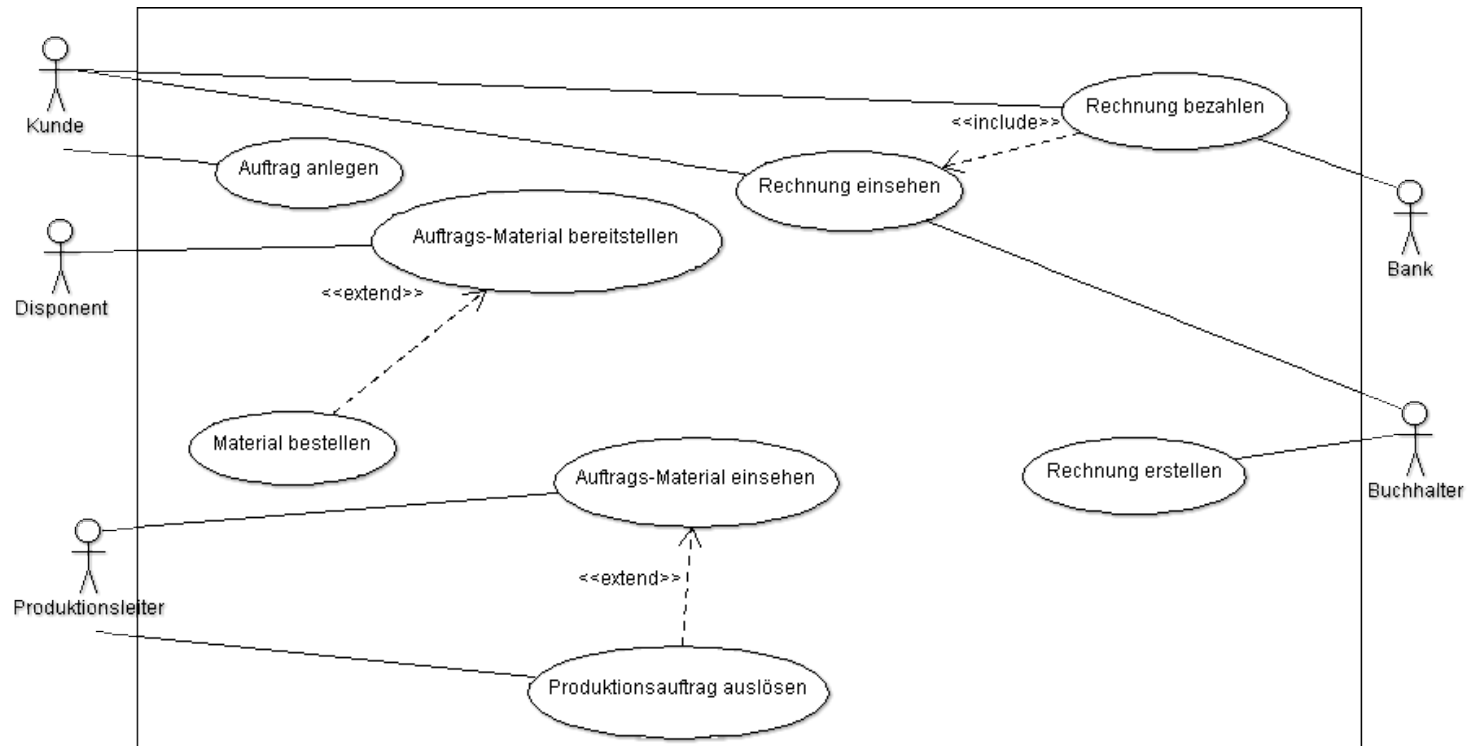 Rechnung bezahlen
<<include>>
Kunde
Auftrag anlegen
Rechnung einsehen
Auftrags-Material bereitstellen
Bank
<<extend>>
Disponent
Material bestellen
Auftrags-Material einsehen
Rechnung erstellen
Buchhalter
<<extend>>
Produktionsleiter
Produktionsauftrag auslösen